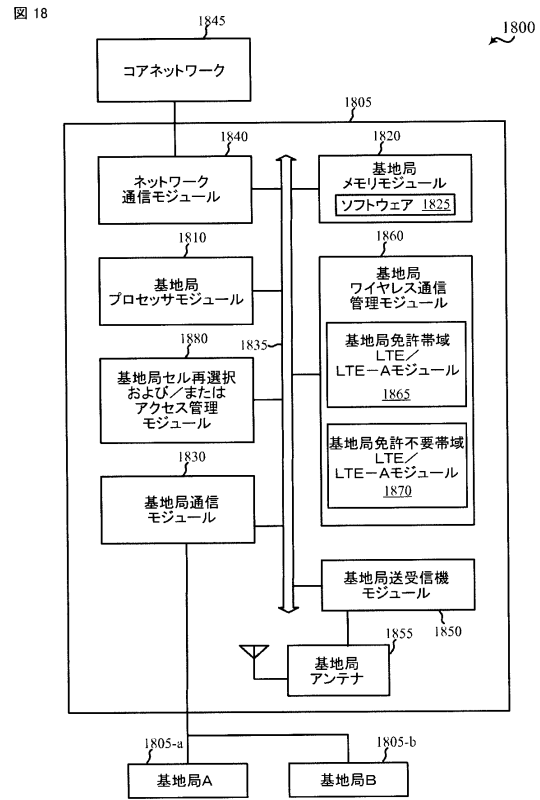 図 18
1800
1845
コアネットワーク
1805
1840
ネットワーク
通信モジュール
1820
基地局
メモリモジュール
ソフトウェア 1825
1810
基地局
プロセッサモジュール
1860
基地局
ワイヤレス通信
管理モジュール
基地局免許帯域
LTE/
LTE-Aモジュール
1865
基地局免許不要帯域
LTE/
LTE-Aモジュール
1870
1835
1880
基地局セル再選択
および/または
アクセス管理
モジュール
1830
基地局通信
モジュール
基地局送受信機
モジュール
1850
1855
基地局
アンテナ
1805-a
基地局A
1805-b
基地局B